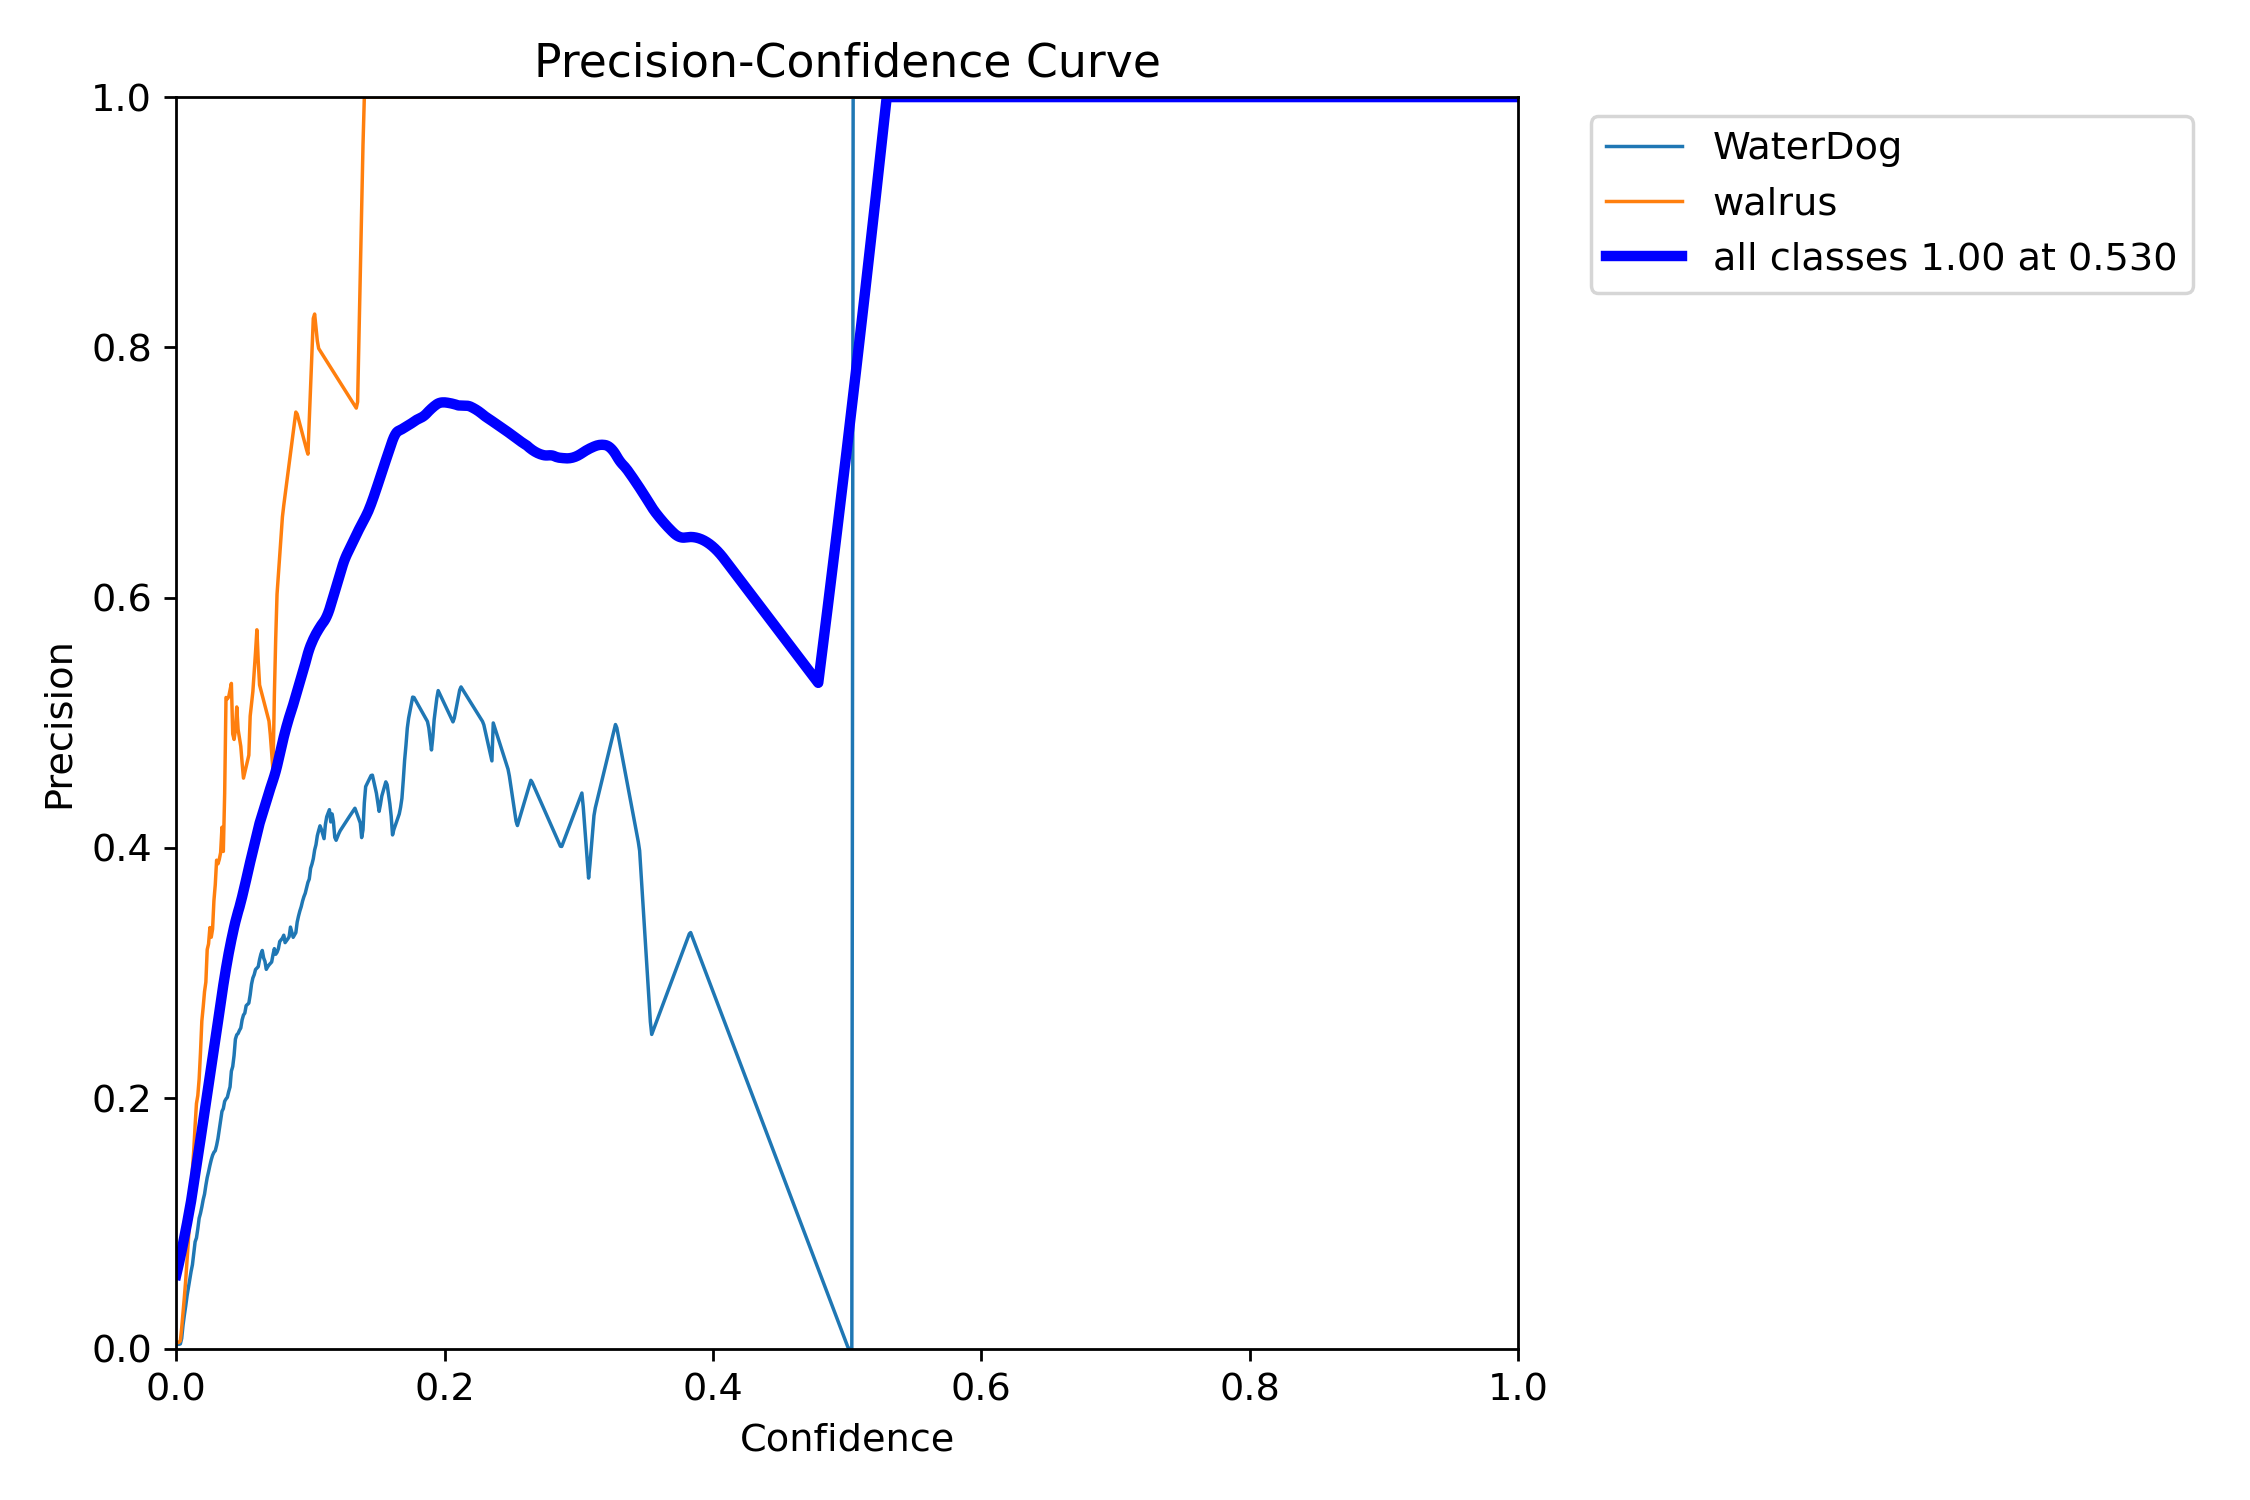 Precision-Confidence Curve
1.0
0.8
0.6
0.4
0.2
0.0
Precision
0.0 0.2 0.4 0.6 0.8 1.0
Confidence
WaterDog
walrus
all classes 1.00 at 0.530